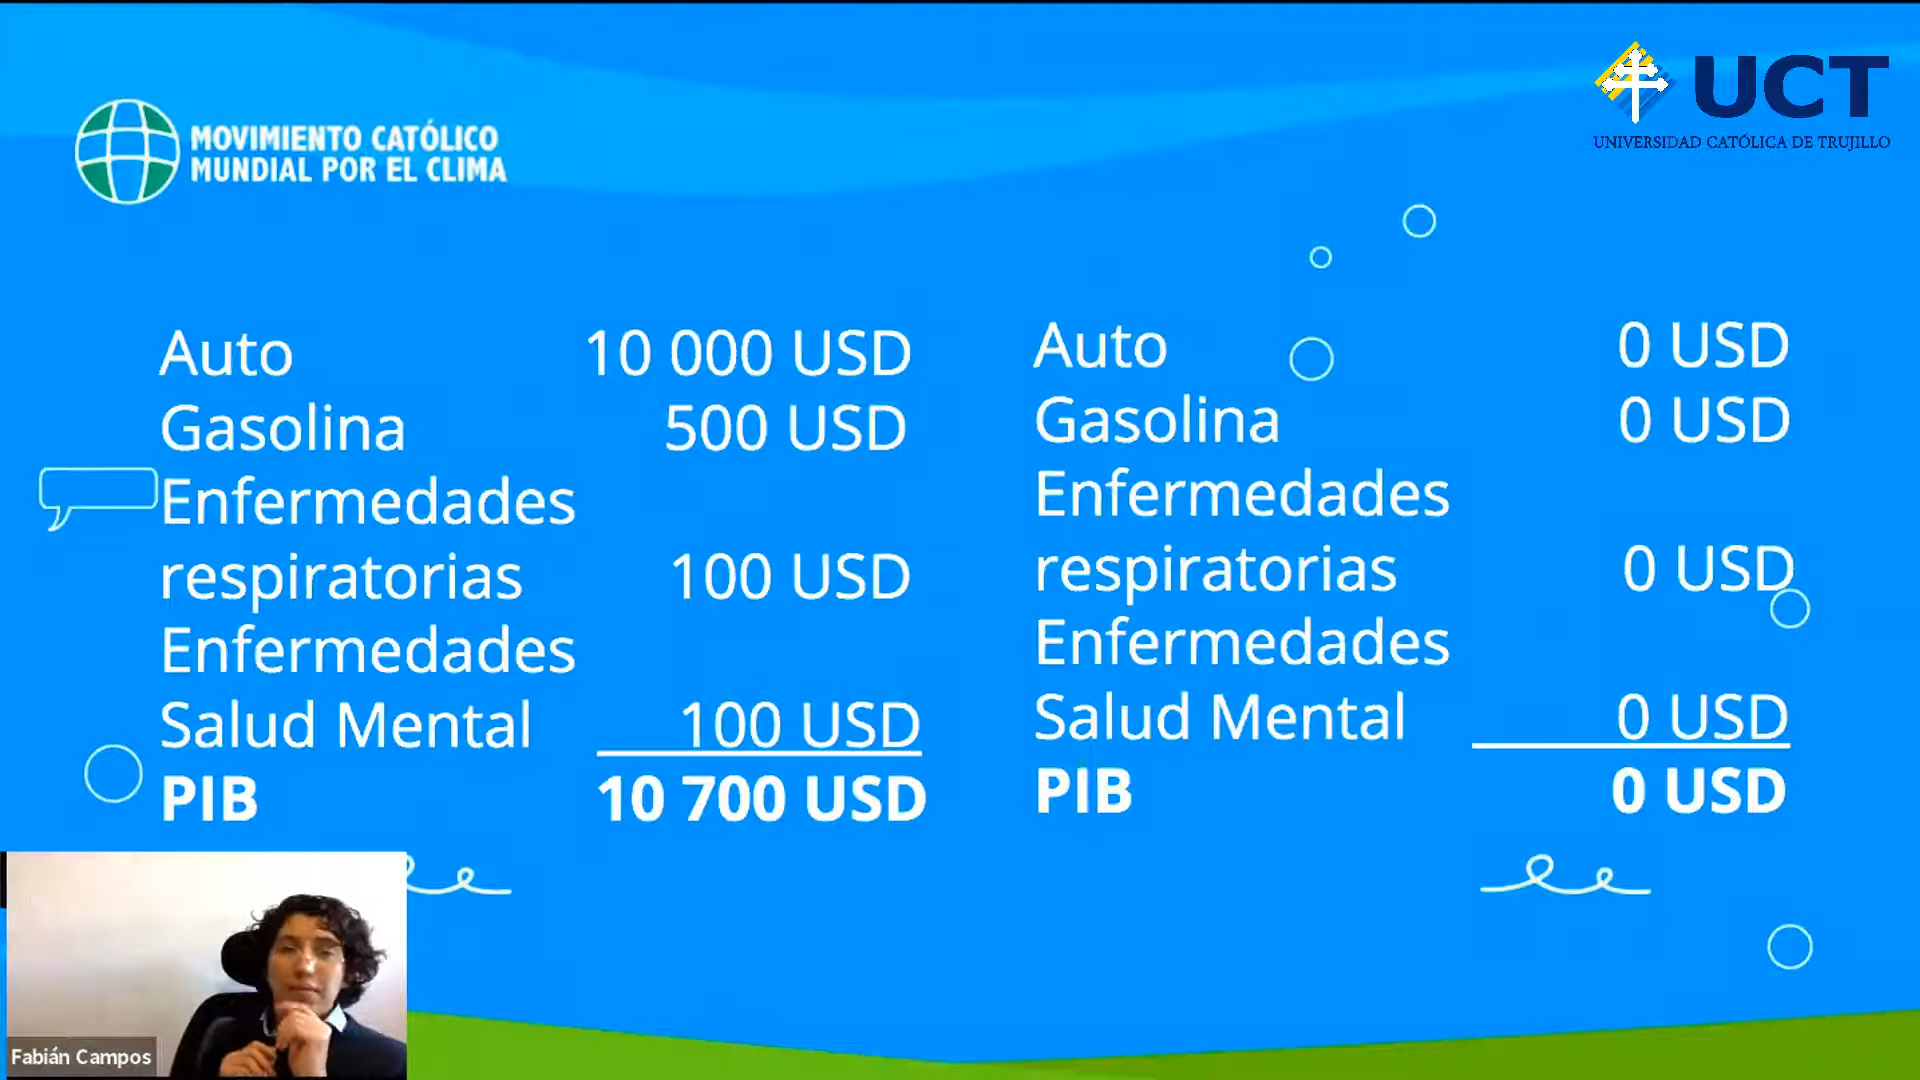 MOVIMIENTO CATÓLICO
MUNDIAL POR EL CLIMA
UCT
UNIVERSIDAD CATÓLICA DE TRUJILLO
Auto 10 000 USD
Gasolina 500 USD
Enfermedades
respiratorias 100 USD
Enfermedades
Salud Mental 100 USD
PIB 10 700 USD
Auto 0 USD
Gasolina 0 USD
Enfermedades
respiratorias 0 USD
Enfermedades
Salud Mental 0 USD
PIB 0 USD
Fabián Campos